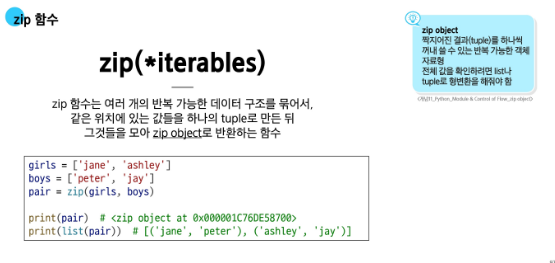 zip 함수
zip(*iterables)
zip 함수는 여러 개의 반복 가능한 데이터 구조를 묶어서,
같은 위치에 있는 값들을 하나의 tuple로 만든 뒤
그것들을 모아 zip object로 반환하는 함수
girls = ['jane', 'ashley']
boys = ['peter', 'jay']
pair = zip(girls, boys)
print(pair)  # <zip object at 0x000001C76DE58700>
print(list(pair))  # [('jane', 'peter'), ('ashley', 'jay')]
zip object
짝지어진 결과(tuple)를 하나씩
꺼내 쓸 수 있는 반복 가능한 객체
자료형
전체 값을 확인하려면 list나
tuple로 형변환을 해줘야 함
Python_Module & Control of Flow_zip object